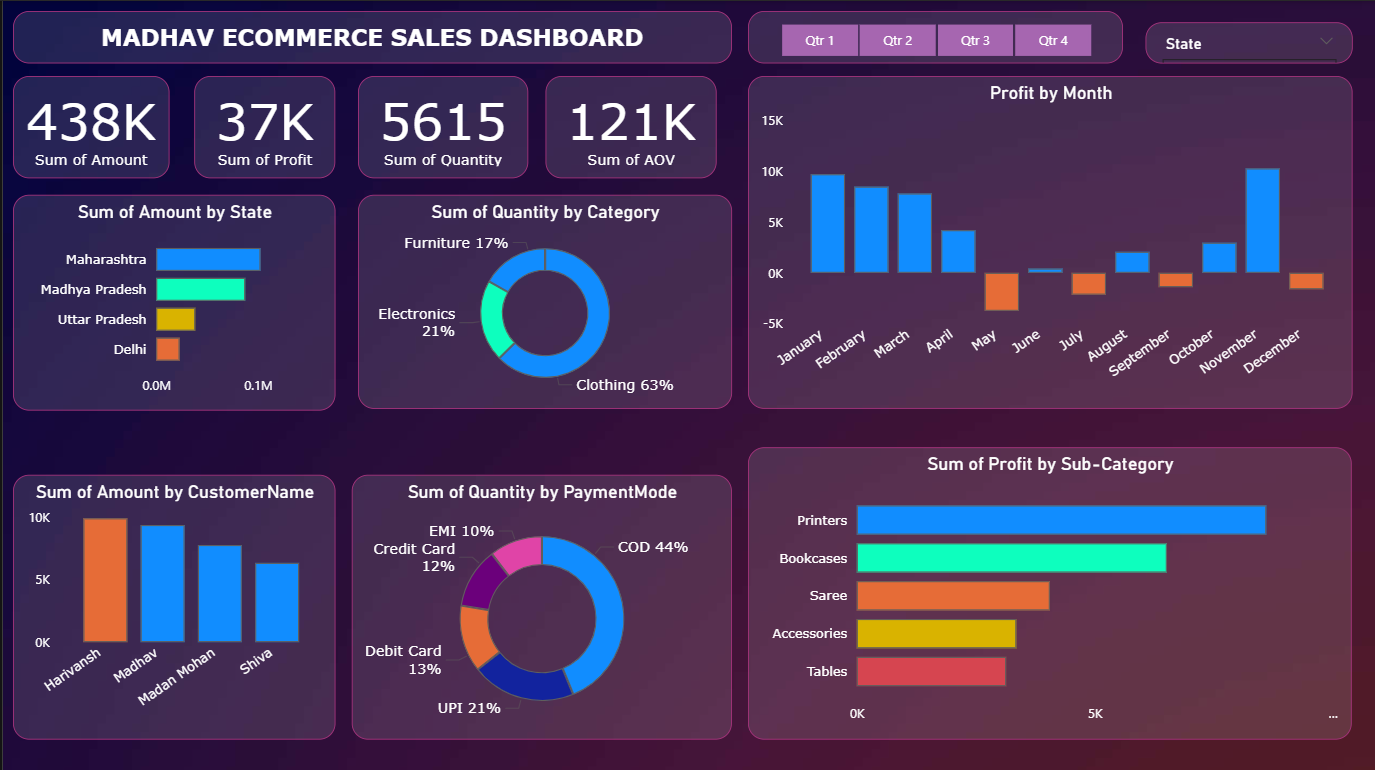 MADHAV ECOMMERCE SALES DASHBOARD
Qtr 1 Qtr 2 Qtr 3 Qtr 4
State
438K
Sum of Amount
37K
Sum of Profit
5615
Sum of Quantity
121K
Sum of AOV
Profit by Month
15K
10K
5K
0K
-5K
January February March April May June July August September October November December
Sum of Amount by State
Maharashtra
Madhya Pradesh
Uttar Pradesh
Delhi
0.0M 0.1M
Sum of Quantity by Category
Furniture 17%
Electronics
21%
Clothing 63%
Sum of Amount by CustomerName
10K
5K
0K
Harivansh Madhav Madan Mohan Shiva
Sum of Quantity by PaymentMode
EMI 10%
Credit Card
12%
COD 44%
Debit Card
13%
UPI 21%
Sum of Profit by Sub-Category
Printers
Bookcases
Saree
Accessories
Tables
0K 5K ...